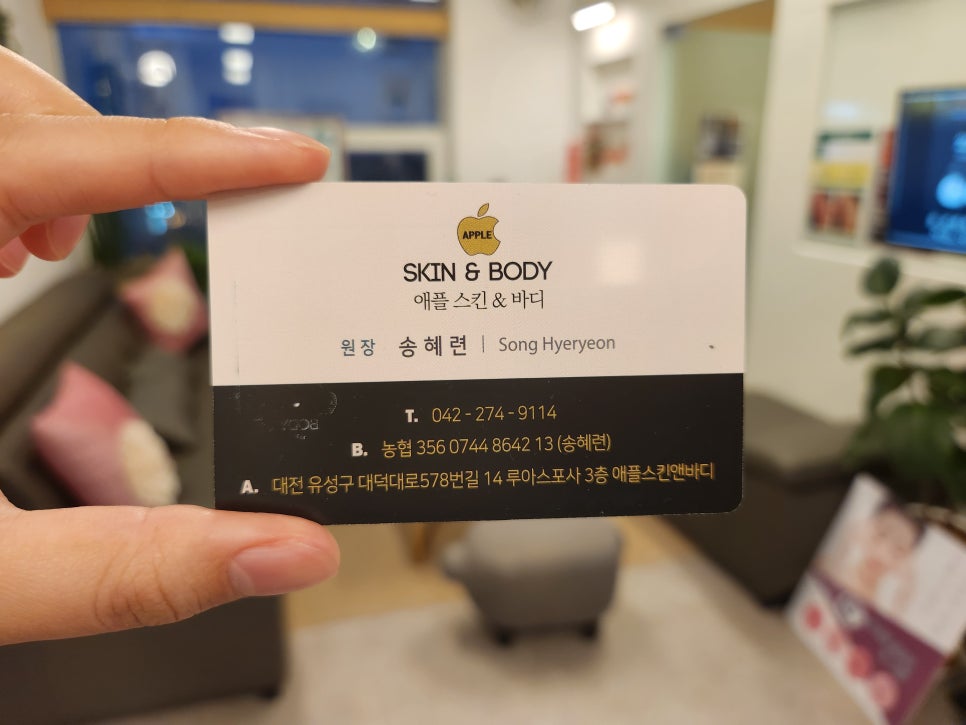 APPLE
SKIN & BODY
애플 스킨 & 바디
원장 송혜련 | Song Hyeryeon
T. 042 - 274 - 9114
B. 농협 356 0744 8642 13 (송혜련)
A. 대전 유성구 대덕대로578번길 14 루아스포사 3층 애플스킨앤바디